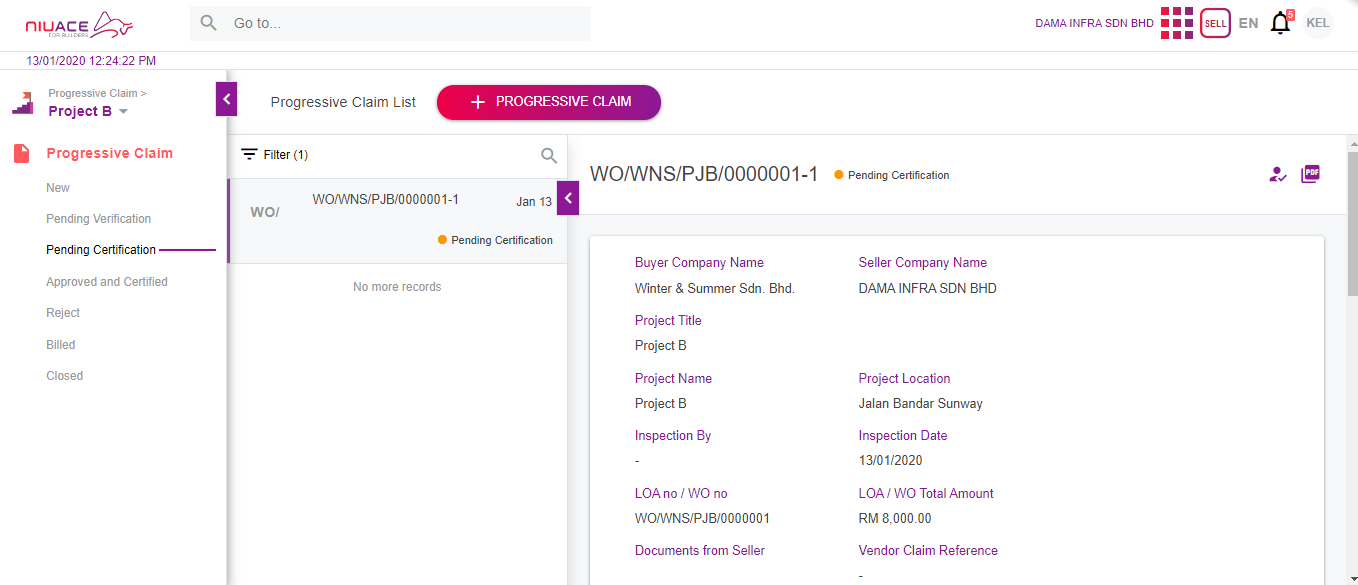 NIUACE
FOR BUILDERS
Go to...
DAMA INFRA SDN BHD
SELL
EN
5
KEL
13/01/2020 12:24:22 PM
Progressive Claim >
Project B
Progressive Claim
New
Pending Verification
Pending Certification
Approved and Certified
Reject
Billed
Closed
Progressive Claim List
+ PROGRESSIVE CLAIM
Filter (1)
WO/
WO/WNS/PJB/0000001-1
Jan 13
Pending Certification
No more records
WO/WNS/PJB/0000001-1
Pending Certification
PDF
Buyer Company Name
Seller Company Name
Winter & Summer Sdn. Bhd.
DAMA INFRA SDN BHD
Project Title
Project B
Project Name
Project Location
Project B
Jalan Bandar Sunway
Inspection By
Inspection Date
-
13/01/2020
LOA no / WO no
LOA / WO Total Amount
WO/WNS/PJB/0000001
RM 8,000.00
Documents from Seller
Vendor Claim Reference
-